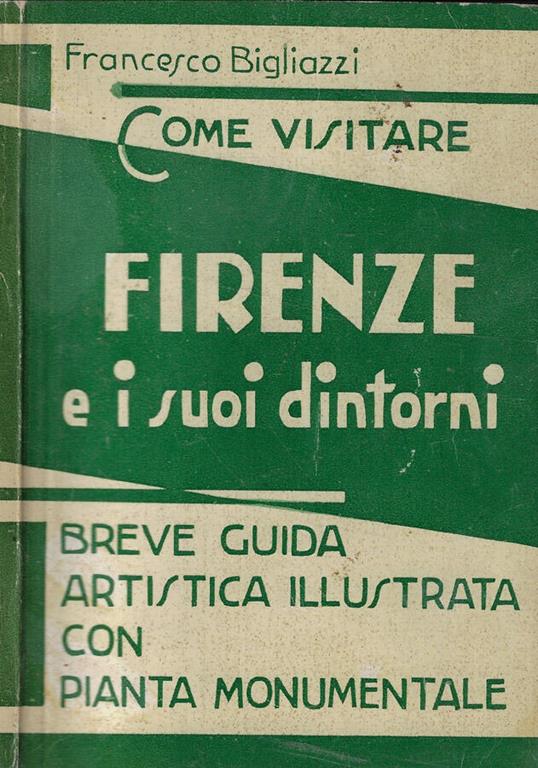 Francesco Bigliazzi
COME VISITARE
FIRENZE
e i suoi dintorni
BREVE GUIDA
ARTISTICA ILLUSTRATA
CON
PIANTA MONUMENTALE